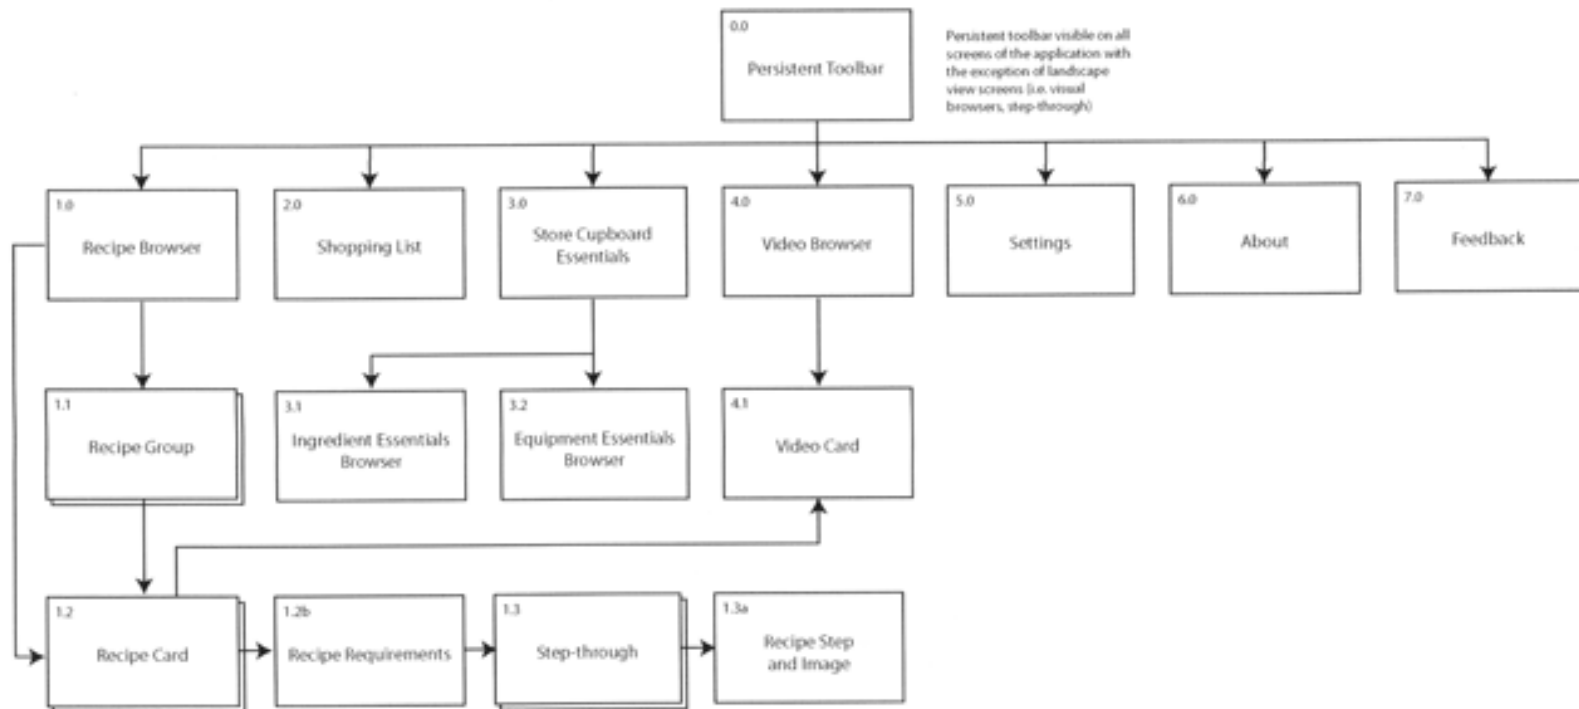 0.0
Persistent Toolbar
Persistent toolbar visible on all
screens of the application with
the exception of landscape
view screens (i.e. visual
browsers, step-through)
1.0
Recipe Browser
2.0
Shopping List
3.0
Store Cupboard
Essentials
4.0
Video Browser
5.0
Settings
6.0
About
7.0
Feedback
1.1
Recipe Group
3.1
Ingredient Essentials
Browser
3.2
Equipment Essentials
Browser
4.1
Video Card
1.2
Recipe Card
1.2b
Recipe Requirements
1.3
Step-through
1.3a
Recipe Step
and Image